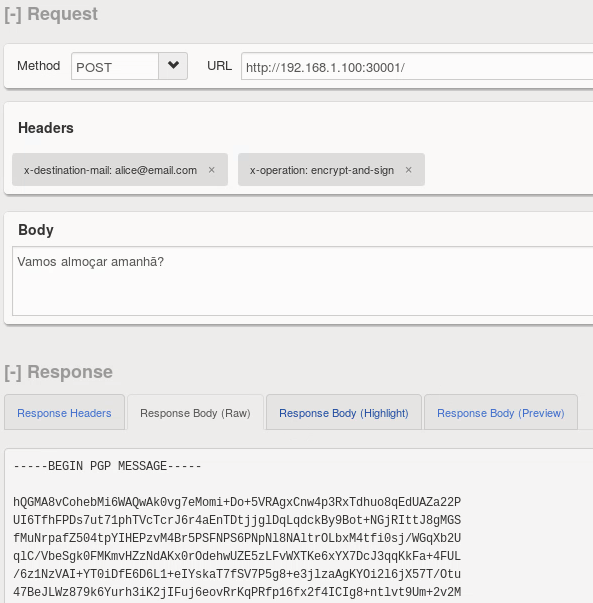 [-] Request
Method POST URL http://192.168.1.100:30001/
Headers
x-destination-mail: alice@email.com × x-operation: encrypt-and-sign ×
Body
Vamos almoçar amanhã?
[-] Response
Response Headers Response Body (Raw) Response Body (Highlight) Response Body (Preview)
-----BEGIN PGP MESSAGE-----
hQGMA8vCohebMi6WAQwAk0vg7eMomi+Do+5VRAgxCnw4p3RxTdhuo8qEdUAZa22P
UI6TfhFPDs7ut71phTVcTcrJ6r4aEnTDtjjglDqLqdckBy9Bot+NGjRIttJ8gMGS
fMuNrpafZ504tpYIHEPzvM4Br5PSFNPS6PNpNl8NAltrOLbxM4tfi0sj/WGqXb2U
qlC/VbeSgk0FMKmvHZzNdAKx0rOdehwUZE5zLFvWXTKe6xYX7DcJ3qqKkFa+4FUL
/6z1NzVAI+YT0iDfE6D6L1+eIYskaT7fSV7P5g8+e3jlzaAgKYOi2l6jX57T/Otu
47BeJLWz879k6Yurh3iK2jIFuj6eovRrKqPRfp16fx2f4ICIg8+ntlvt9Um+2v2M